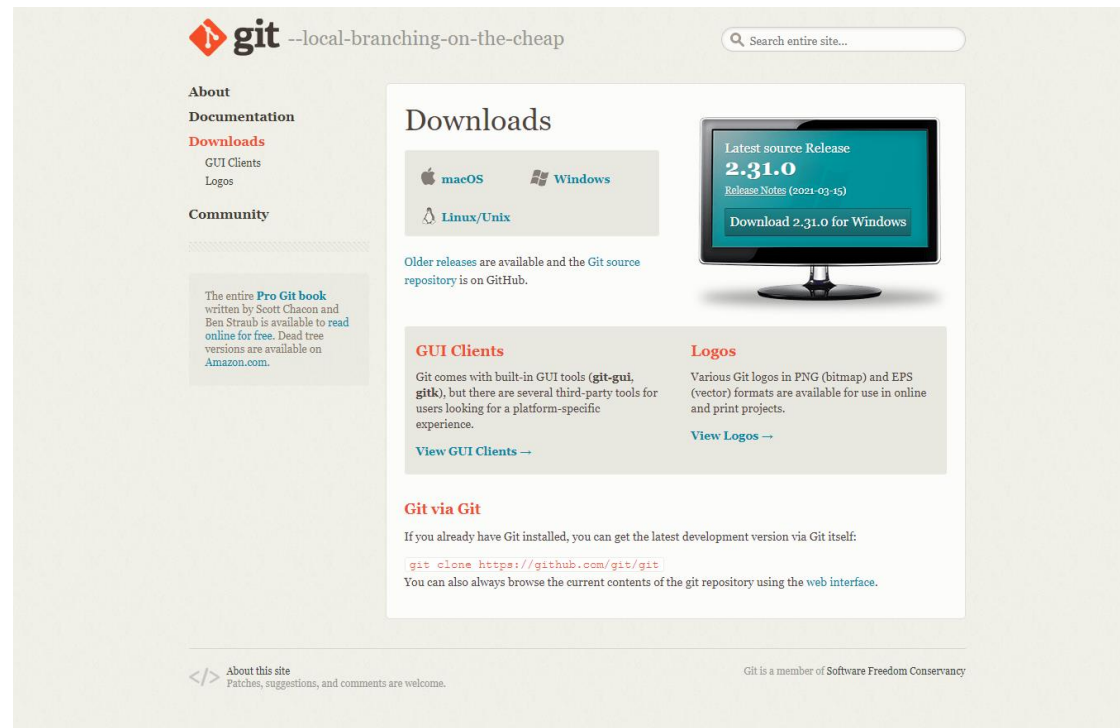 git --local-branching-on-the-cheap
Search entire site...
About
Documentation
Downloads
GUI Clients
Logos
Community
The entire Pro Git book
written by Scott Chacon and
Ben Straub is available to read
online for free. Dead tree
versions are available on
Amazon.com.
Downloads
macOS
Windows
Linux/Unix
Older releases are available and the Git source
repository is on GitHub.
Latest source Release
2.31.0
Release Notes (2021-03-15)
Download 2.31.0 for Windows
GUI Clients
Git comes with built-in GUI tools (git-gui,
gitk), but there are several third-party tools for
users looking for a platform-specific
experience.
View GUI Clients →
Logos
Various Git logos in PNG (bitmap) and EPS
(vector) formats are available for use in online
and print projects.
View Logos →
Git via Git
If you already have Git installed, you can get the latest development version via Git itself:
git clone https://github.com/git/git
You can also always browse the current contents of the git repository using the web interface.
</> About this site
Patches, suggestions, and comments are welcome.
Git is a member of Software Freedom Conservancy